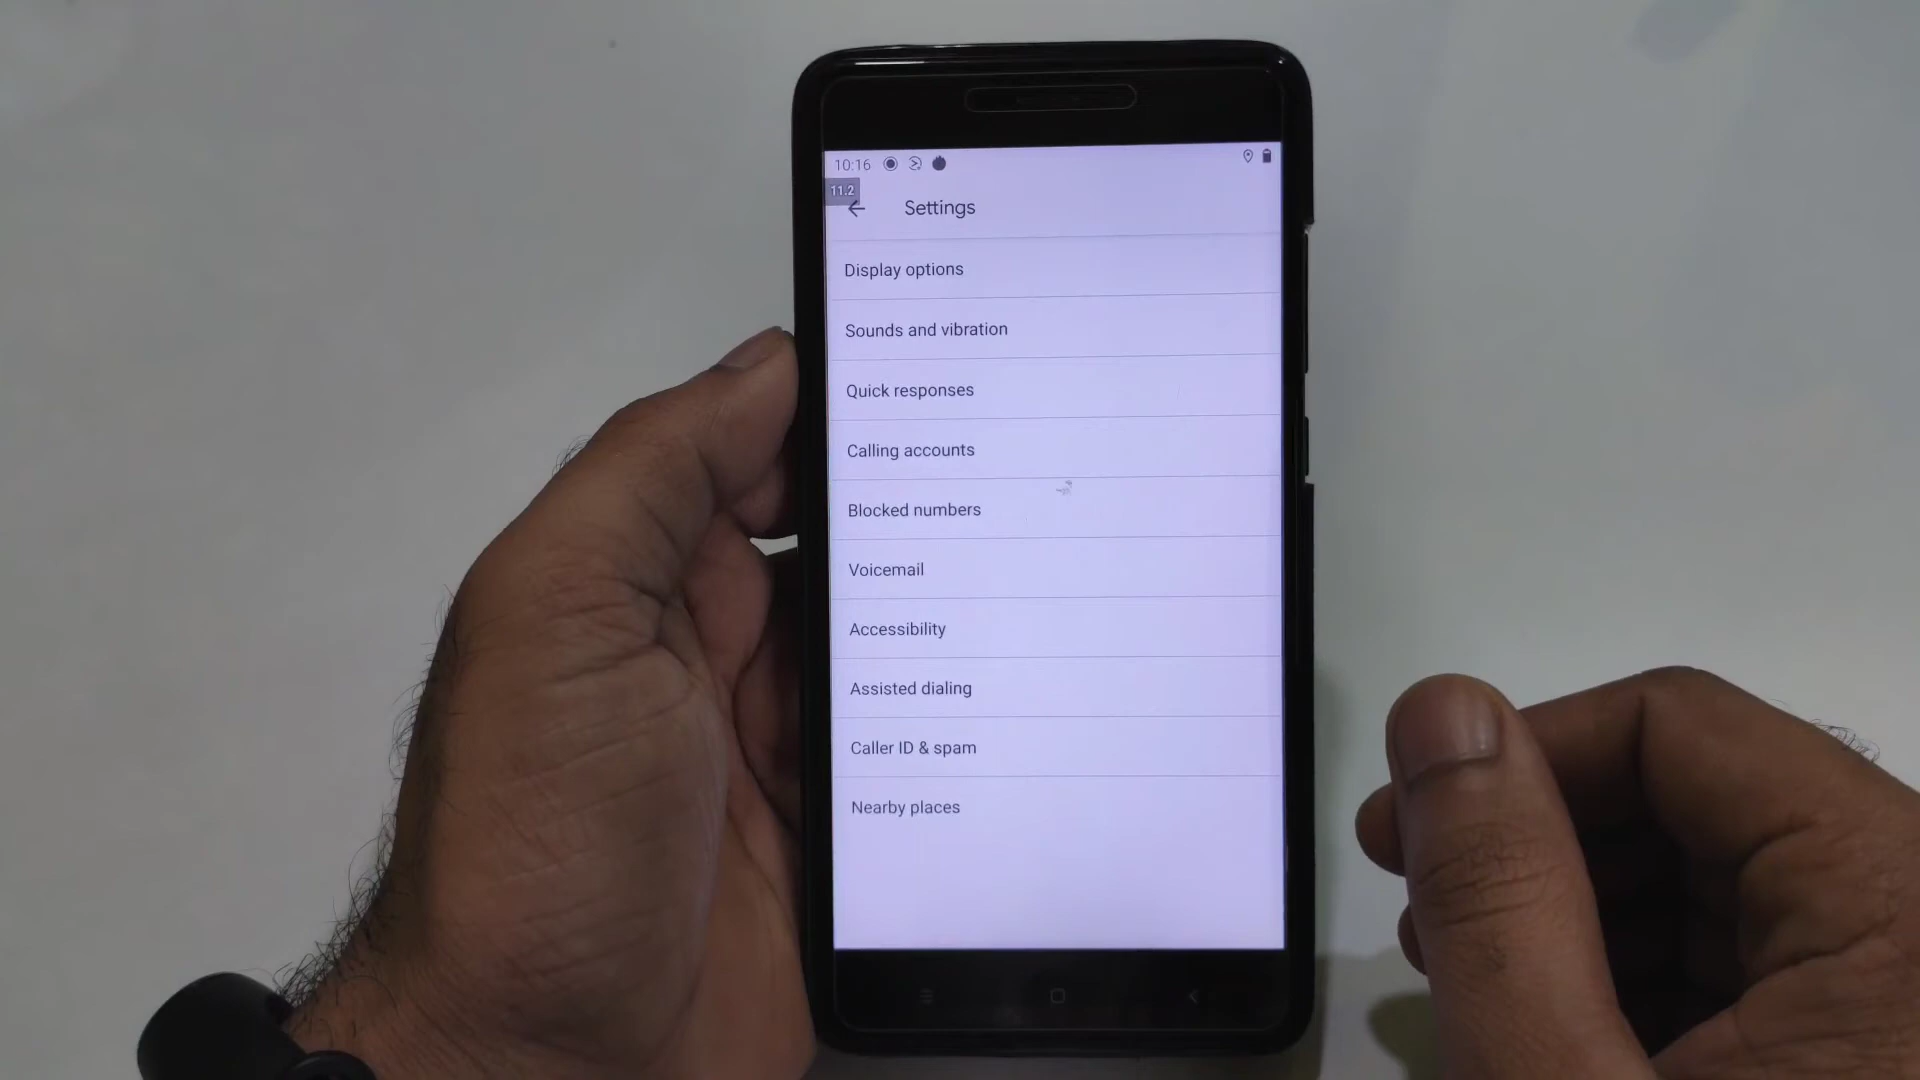 10:16
11.2
Settings
Display options
Sounds and vibration
Quick responses
Calling accounts
Blocked numbers
Voicemail
Accessibility
Assisted dialing
Caller ID & spam
Nearby places